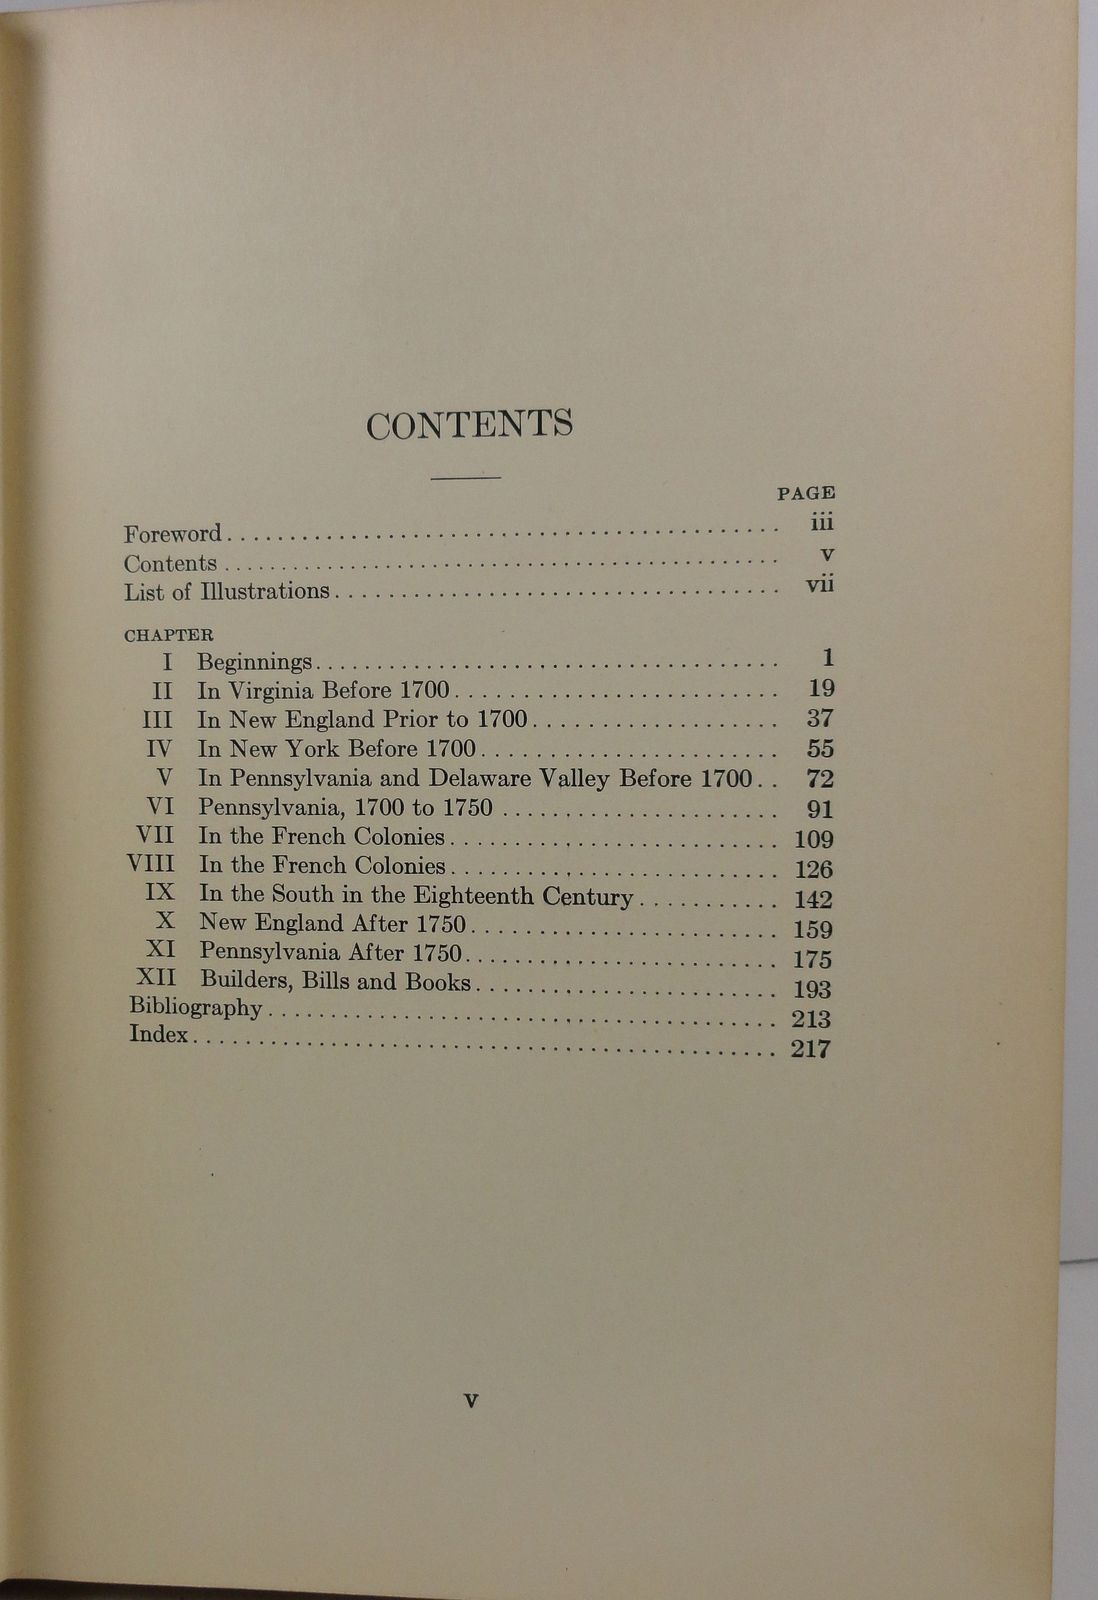 CONTENTS
PAGE
Foreword............................................ iii
Contents............................................ v
List of Illustrations................................... vii
CHAPTER
I Beginnings.................................... 1
II In Virginia Before 1700......................... 19
III In New England Prior to 1700................... 37
IV In New York Before 1700....................... 55
V In Pennsylvania and Delaware Valley Before 1700.. 72
VI Pennsylvania, 1700 to 1750...................... 91
VII In the French Colonies.......................... 109
VIII In the French Colonies.......................... 126
IX In the South in the Eighteenth Century........... 142
X New England After 1750........................ 159
XI Pennsylvania After 1750......................... 175
XII Builders, Bills and Books........................ 193
Bibliography........................................ 213
Index.............................................. 217
v